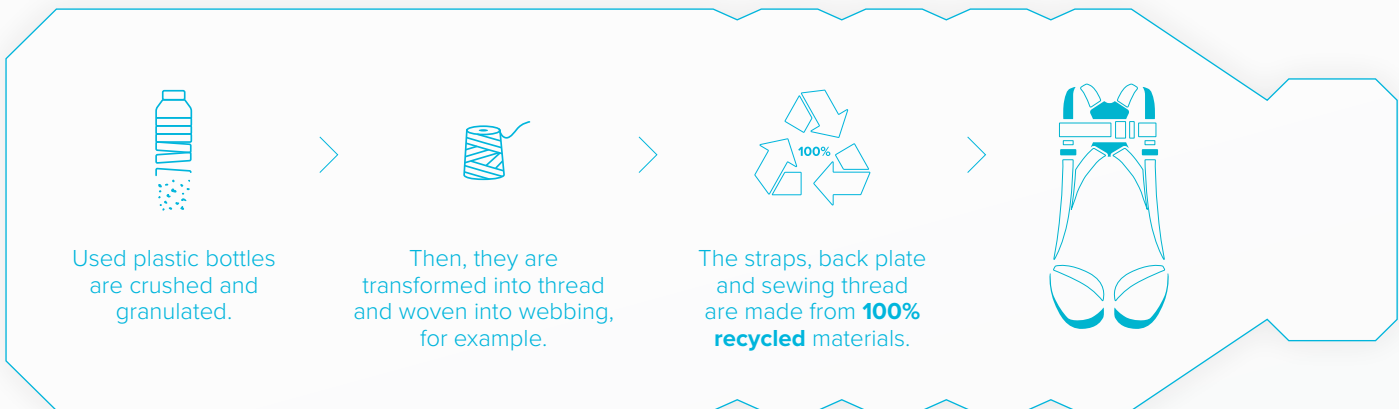 Used plastic bottles
are crushed and
granulated.
Then, they are
transformed into thread
and woven into webbing,
for example.
100%
The straps, back plate
and sewing thread
are made from 100%
recycled materials.